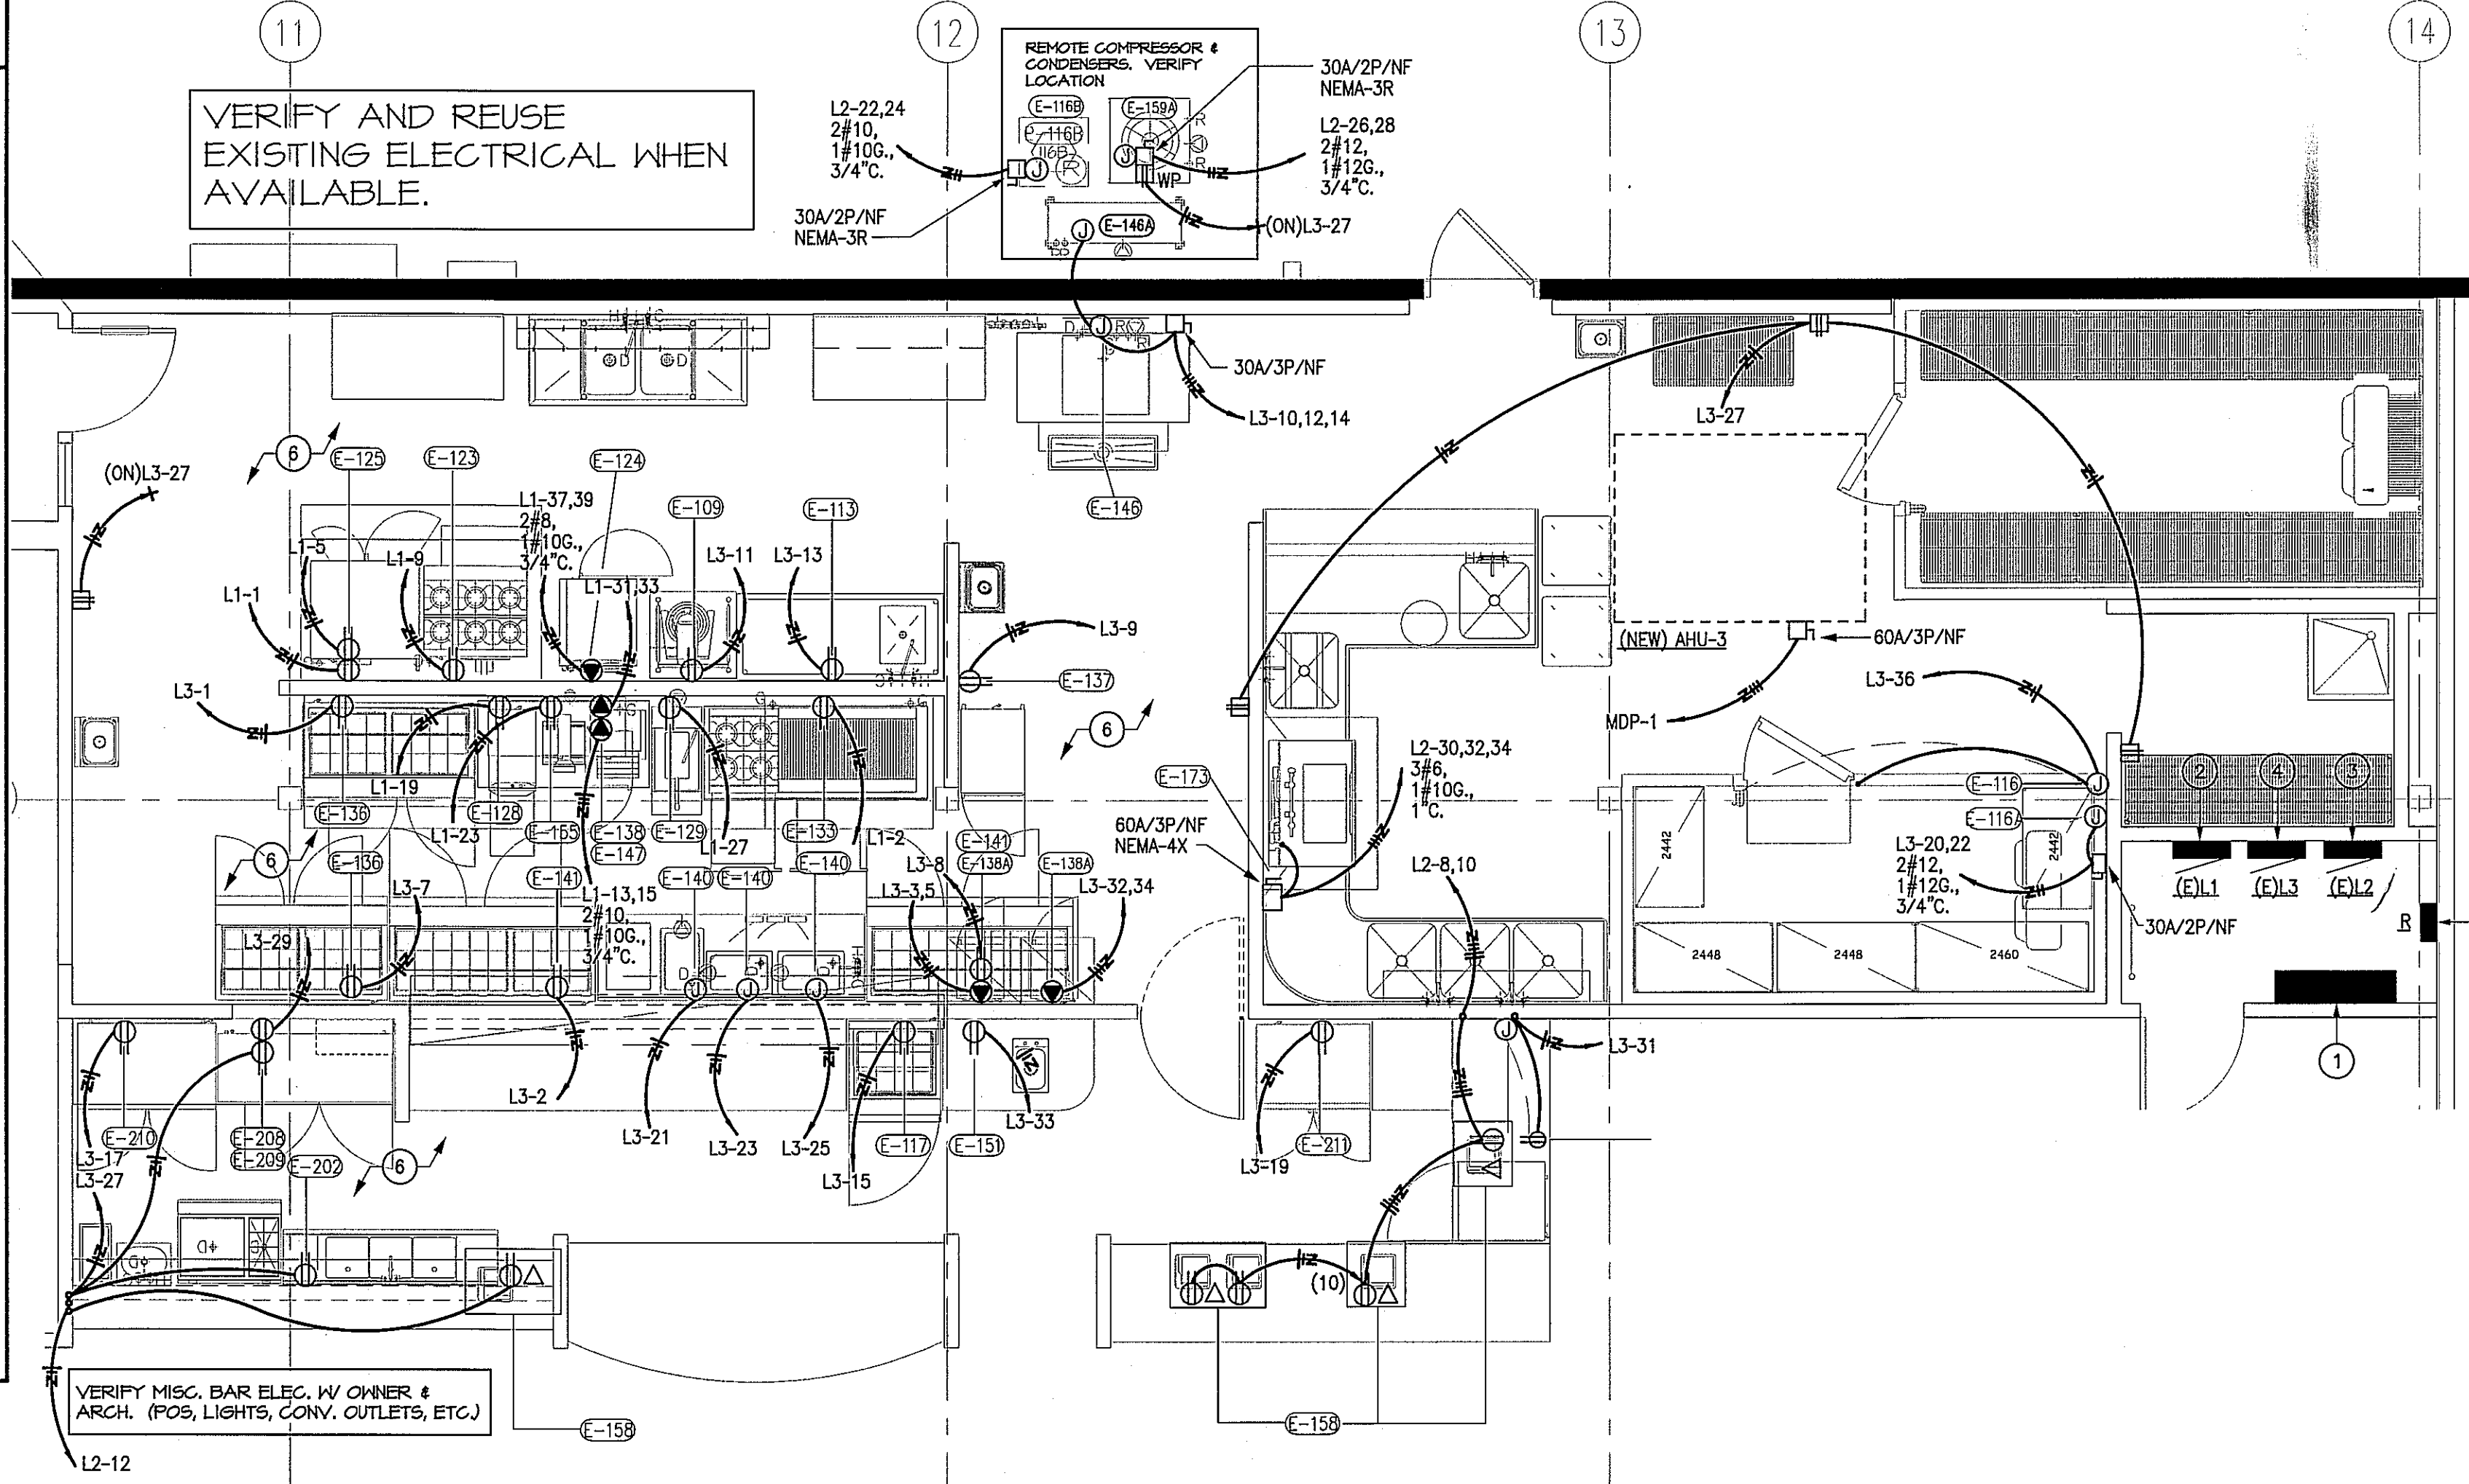 11
12
13
14
VERIFY AND REUSE
EXISTING ELECTRICAL WHEN
AVAILABLE.
REMOTE COMPRESSOR &
CONDENSERS. VERIFY
LOCATION
E-116B
E-159A
E-116B
116B
R
J
J
R
R
WP
E-146A
J
30A/2P/NF
NEMA-3R
L2-22,24
2#10,
1#10G.,
3/4"C.
L2-26,28
2#12,
1#12G.,
3/4"C.
30A/2P/NF
NEMA-3R
(ON)L3-27
30A/3P/NF
L3-10,12,14
L3-27
6
E-125
E-123
E-124
E-109
E-113
E-146
(ON)L3-27
L1-37,39
2#8,
1#10G.,
3/4"C.
L1-5
L1-9
L1-1
L1-31,33
L3-11
L3-13
L3-9
(NEW) AHU-3
60A/3P/NF
L3-1
E-137
L3-36
MDP-1
6
L1-19
L1-23
E-136
E-128
E-155
E-138
E-147
E-129
L1-27
E-133
L1-2
E-141
E-173
L2-30,32,34
3#6,
1#10G.,
1"C.
60A/3P/NF
NEMA-4X
E-116
J
E-116A
J
2
4
3
6
E-136
L3-7
E-141
E-140
E-140
E-140
L3-8
E-138A
E-138A
L3-3,5
L3-32,34
L2-8,10
2442
2442
L3-20,22
2#12,
1#12G.,
3/4"C.
(E)L1
(E)L3
(E)L2
R
L1-13,15
2#10,
1#10G.,
3/4"C.
L3-29
30A/2P/NF
2448
2448
2460
J
J
J
J
L3-31
1
L3-2
L3-21
L3-23
L3-25
L3-15
E-117
E-151
L3-33
L3-19
E-211
E-210
E-208
E-209
L3-17
E-202
6
L3-27
(10)
VERIFY MISC. BAR ELEC. W/ OWNER &
ARCH. (POS, LIGHTS, CONV. OUTLETS, ETC.)
E-158
E-158
L2-12